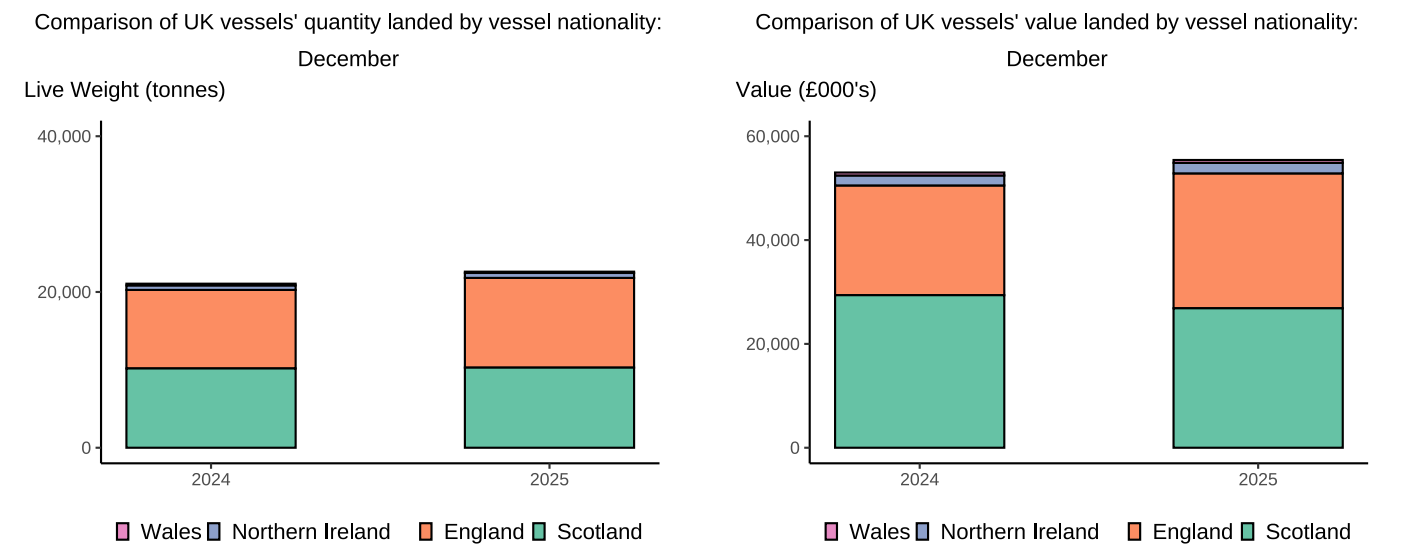 Comparison of UK vessels' quantity landed by vessel nationality:
December
Live Weight (tonnes)
40,000
20,000
0
2024 2025
Wales Northern Ireland England Scotland
Comparison of UK vessels' value landed by vessel nationality:
December
Value (£000's)
60,000
40,000
20,000
0
2024 2025
Wales Northern Ireland England Scotland